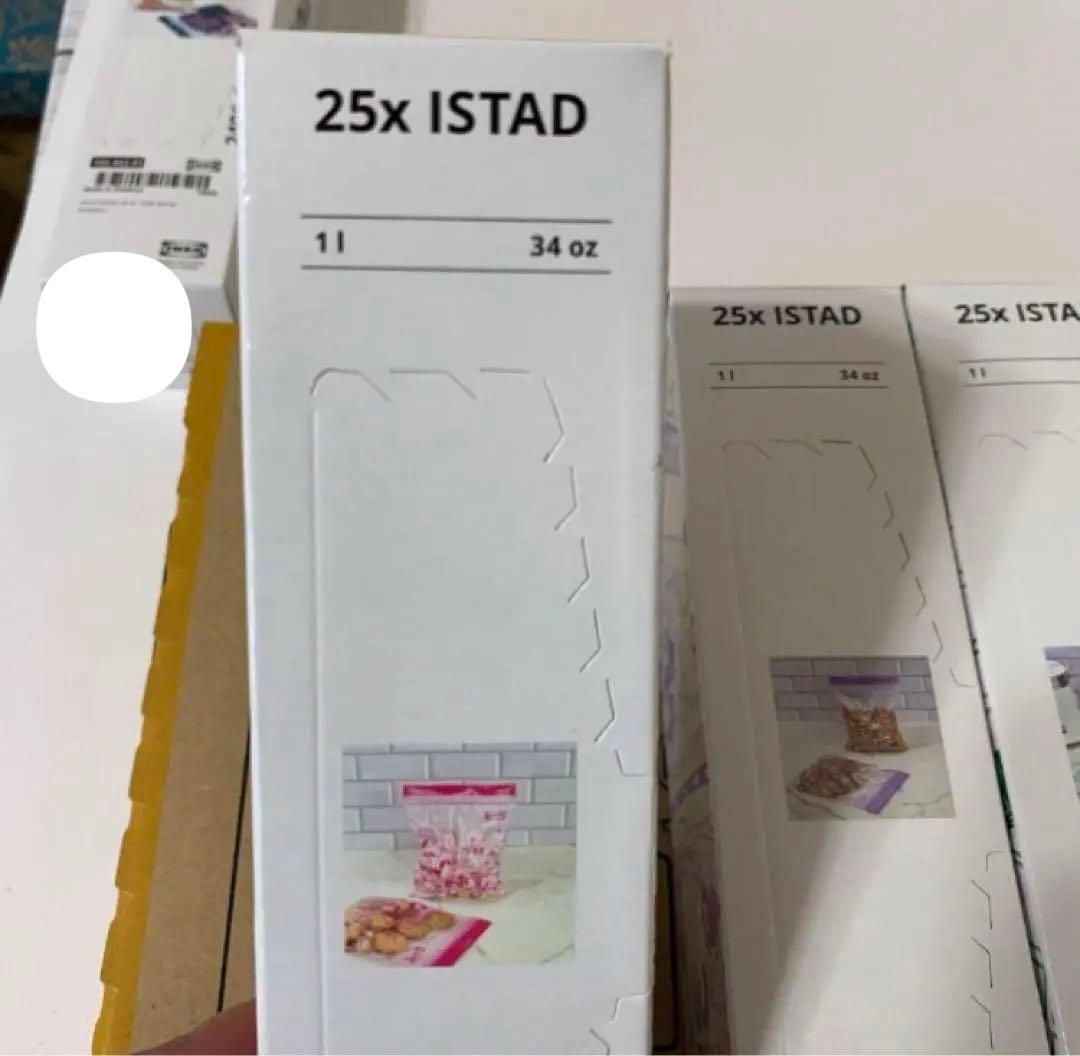 25x ISTAD
1 l 34 oz
25x ISTAD
1 l 34 oz
25x ISTA
1 l